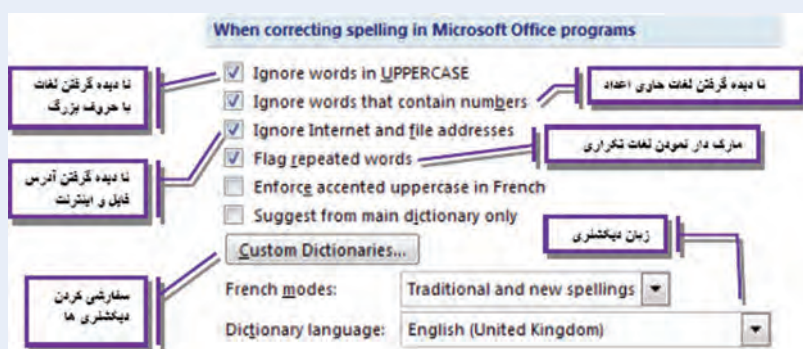 When correcting spelling in Microsoft Office programs
Ignore words in UPPERCASE
Ignore words that contain numbers
Ignore Internet and file addresses
Flag repeated words
Enforce accented uppercase in French
Suggest from main dictionary only
Custom Dictionaries...
French modes: Traditional and new spellings
Dictionary language: English (United Kingdom)
نا دیده گرفتن لغات
با حروف بزرگ
نا دیده گرفتن لغات حاوی اعداد
نا دیده گرفتن آدرس
فایل و اینترنت
مارک دار نمودن لغات تکراری
زبان دیکشنری
سفارشی کردن
دیکشنری ها